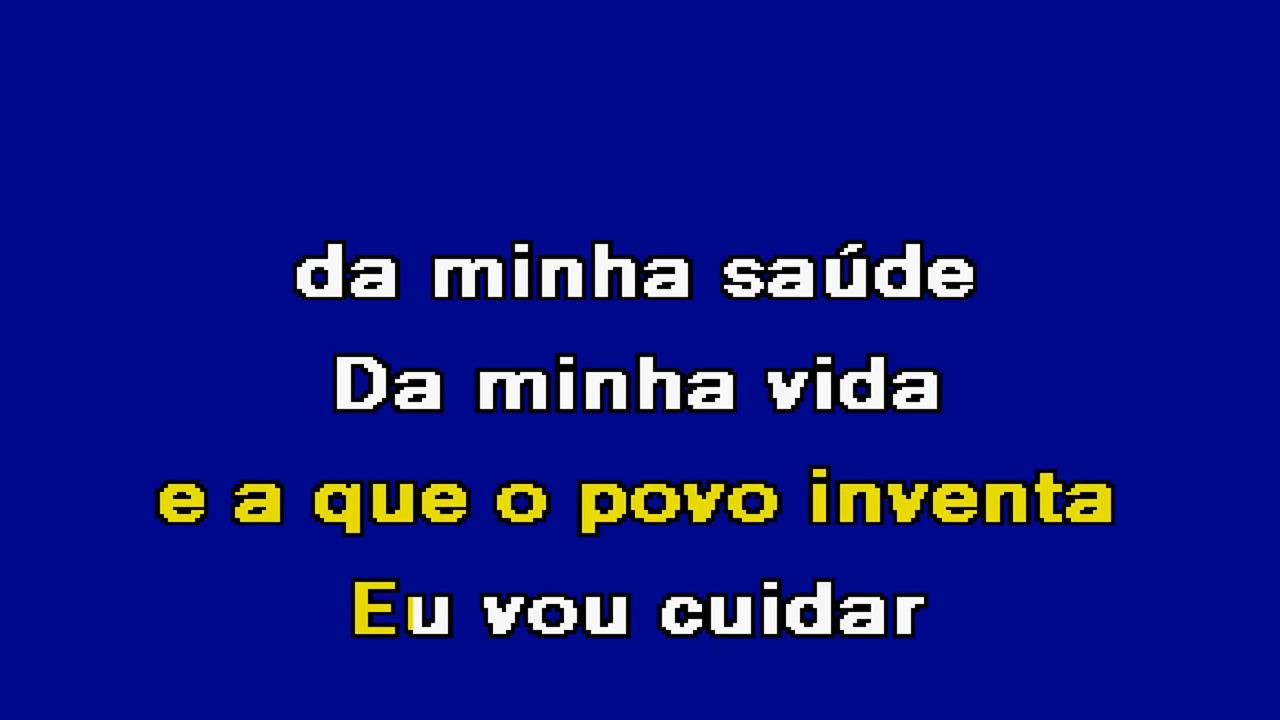 da minha saúde
Da minha vida
e a que o povo inventa
Eu vou cuidar